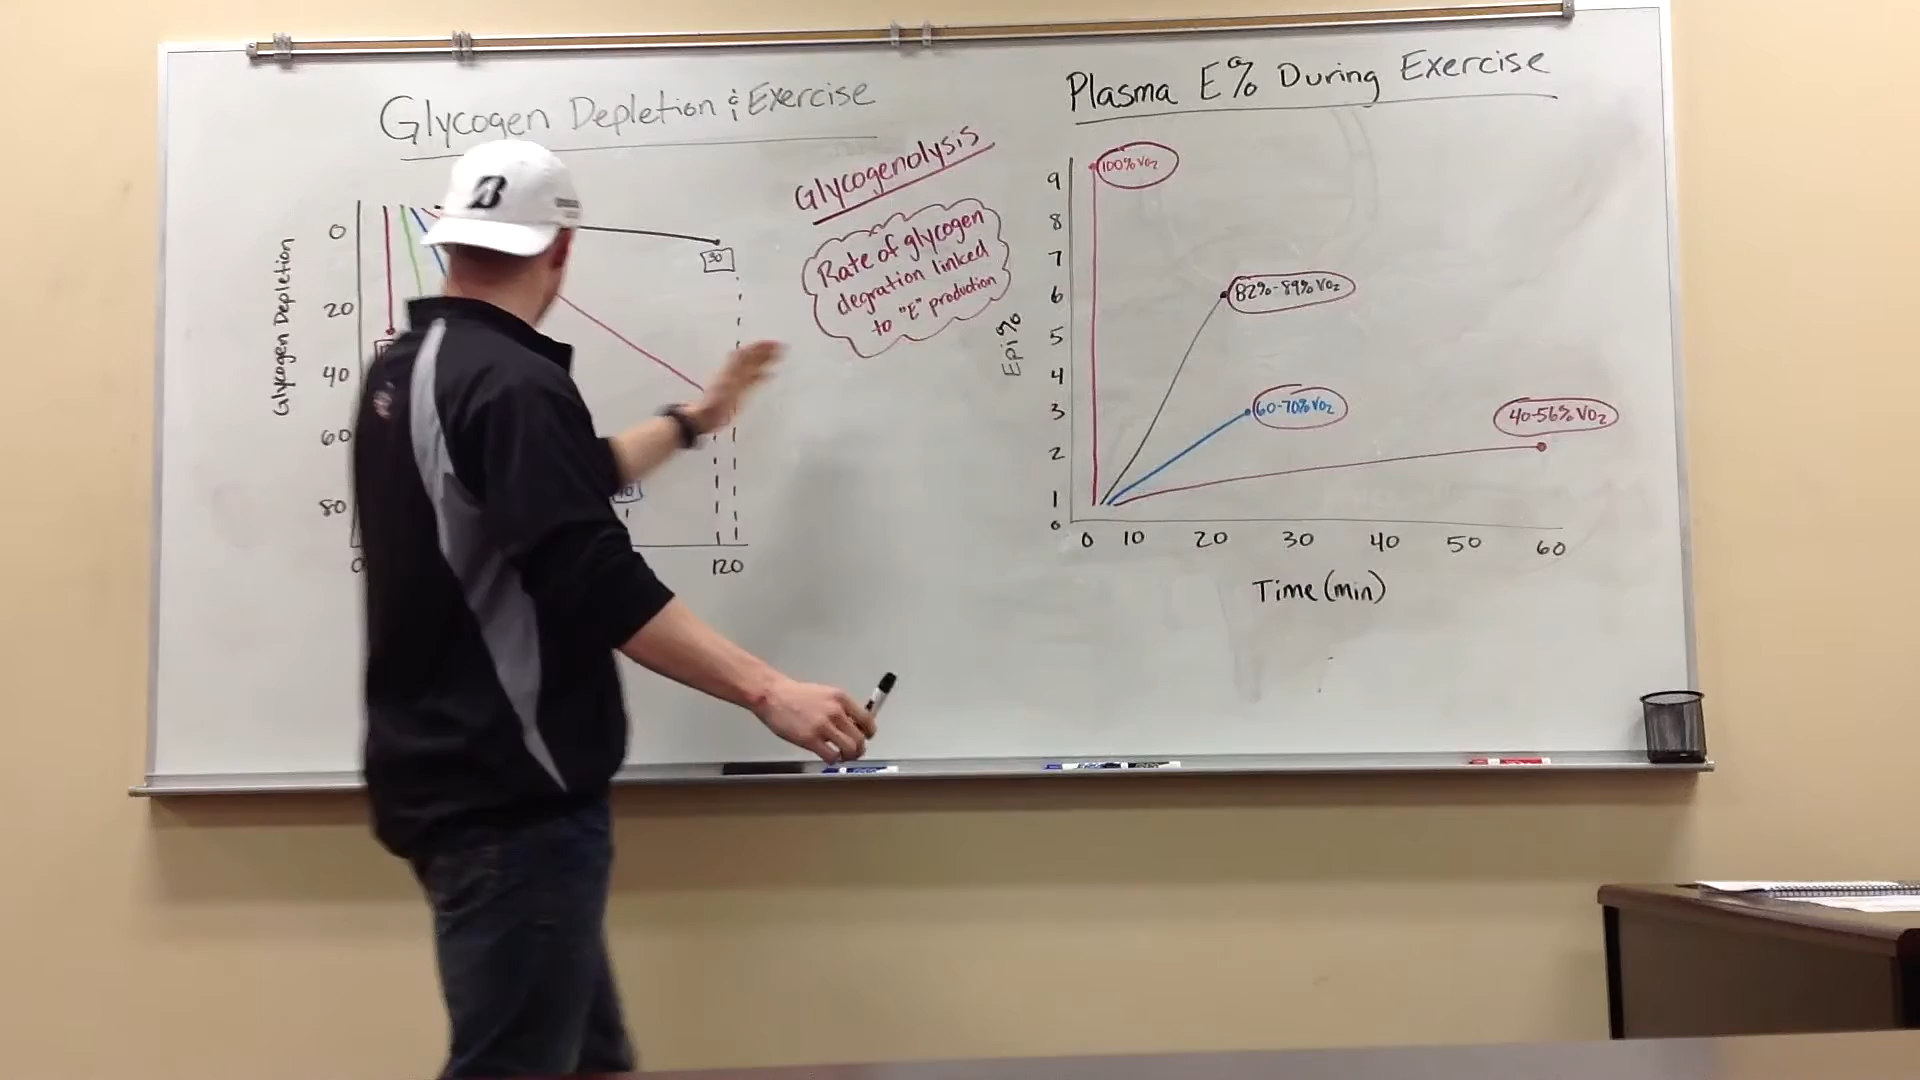 Glycogen Depletion & Exercise
Glycogen Depletion
0
20
40
60
80
0
120
30
Glycogenolysis
Rate of glycogen
degration linked
to "E" production
Plasma E% During Exercise
Epi %
9
8
7
6
5
4
3
2
1
0
100% VO2
82%-89% VO2
60-70% VO2
40-56% VO2
0 10 20 30 40 50 60
Time (min)
B